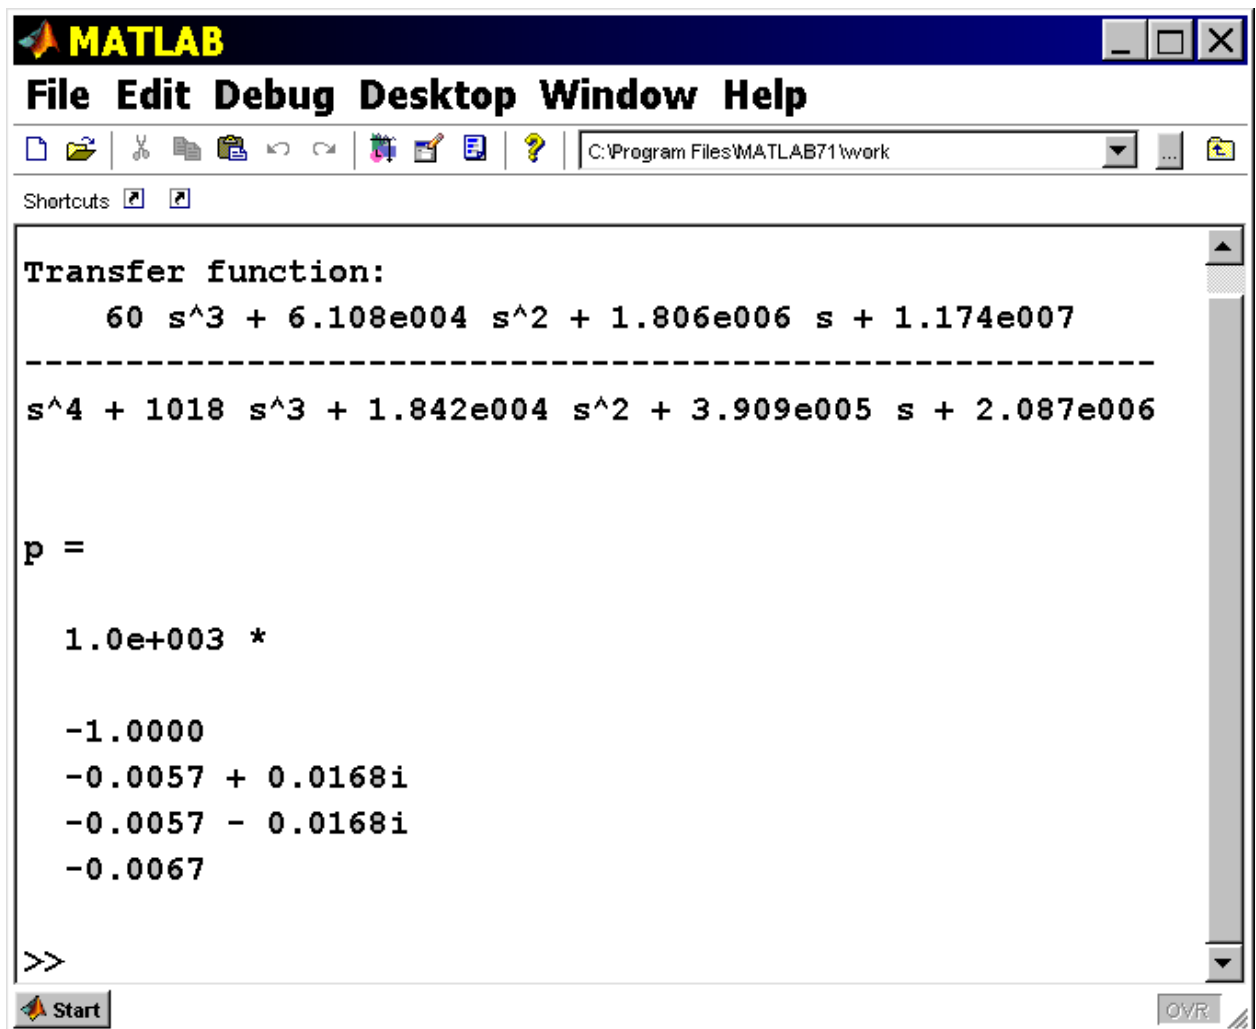 MATLAB
File Edit Debug Desktop Window Help
C:\Program Files\MATLAB71\work
...
Shortcuts
Transfer function:
60 s^3 + 6.108e004 s^2 + 1.806e006 s + 1.174e007
-------------------------------------------------------
s^4 + 1018 s^3 + 1.842e004 s^2 + 3.909e005 s + 2.087e006
p =
1.0e+003 *
-1.0000
-0.0057 + 0.0168i
-0.0057 - 0.0168i
-0.0067
>>
Start
OVR